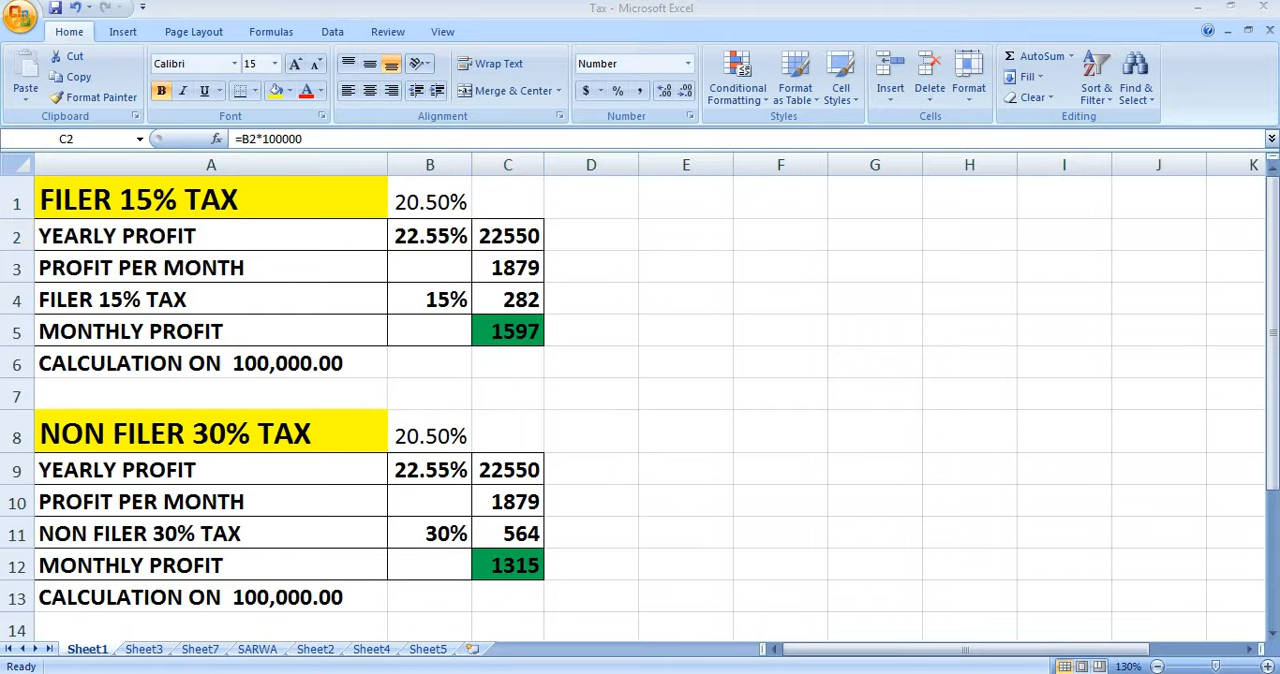 Tax - Microsoft Excel
Home Insert Page Layout Formulas Data Review View
Paste Cut Copy Format Painter
Clipboard
Calibri 15 A A
B I U A
Font
Wrap Text
Merge & Center
Alignment
Number
$ % ,
Number
Conditional Formatting Format as Table Cell Styles
Styles
Insert Delete Format
Cells
Σ AutoSum Fill Clear Sort & Filter Find & Select
Editing
C2 fx =B2*100000
A B C D E F G H I J K
1 FILER 15% TAX 20.50%
2 YEARLY PROFIT 22.55% 22550
3 PROFIT PER MONTH 1879
4 FILER 15% TAX 15% 282
5 MONTHLY PROFIT 1597
6 CALCULATION ON 100,000.00
7
8 NON FILER 30% TAX 20.50%
9 YEARLY PROFIT 22.55% 22550
10 PROFIT PER MONTH 1879
11 NON FILER 30% TAX 30% 564
12 MONTHLY PROFIT 1315
13 CALCULATION ON 100,000.00
14
Sheet1 Sheet3 Sheet7 SARWA Sheet2 Sheet4 Sheet5
Ready 130%